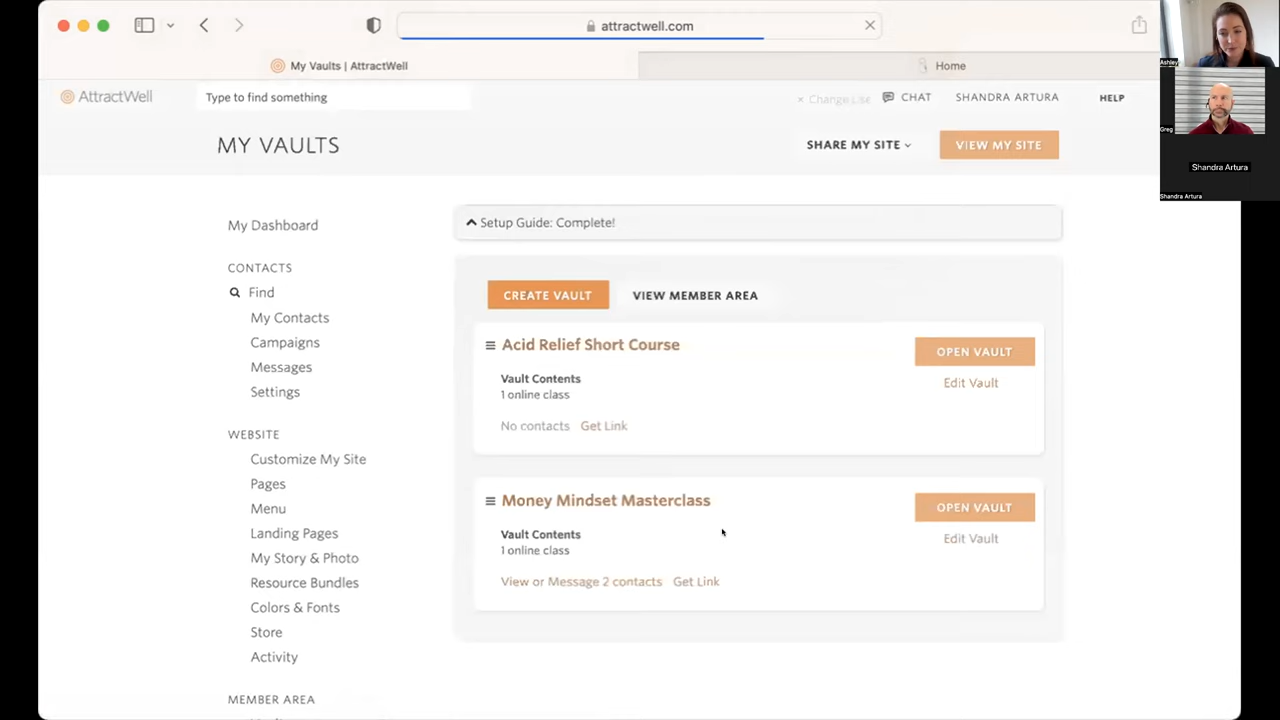 attractwell.com
My Vaults | AttractWell
Home
AttractWell
Type to find something
CHAT
SHANDRA ARTURA
HELP
MY VAULTS
SHARE MY SITE
VIEW MY SITE
My Dashboard
CONTACTS
Find
My Contacts
Campaigns
Messages
Settings
WEBSITE
Customize My Site
Pages
Menu
Landing Pages
My Story & Photo
Resource Bundles
Colors & Fonts
Store
Activity
MEMBER AREA
Setup Guide: Complete!
CREATE VAULT
VIEW MEMBER AREA
Acid Relief Short Course
OPEN VAULT
Vault Contents
Edit Vault
1 online class
No contacts Get Link
Money Mindset Masterclass
OPEN VAULT
Vault Contents
Edit Vault
1 online class
View or Message 2 contacts Get Link
Ashley
Greg
Shandra Artura
Shandra Artura